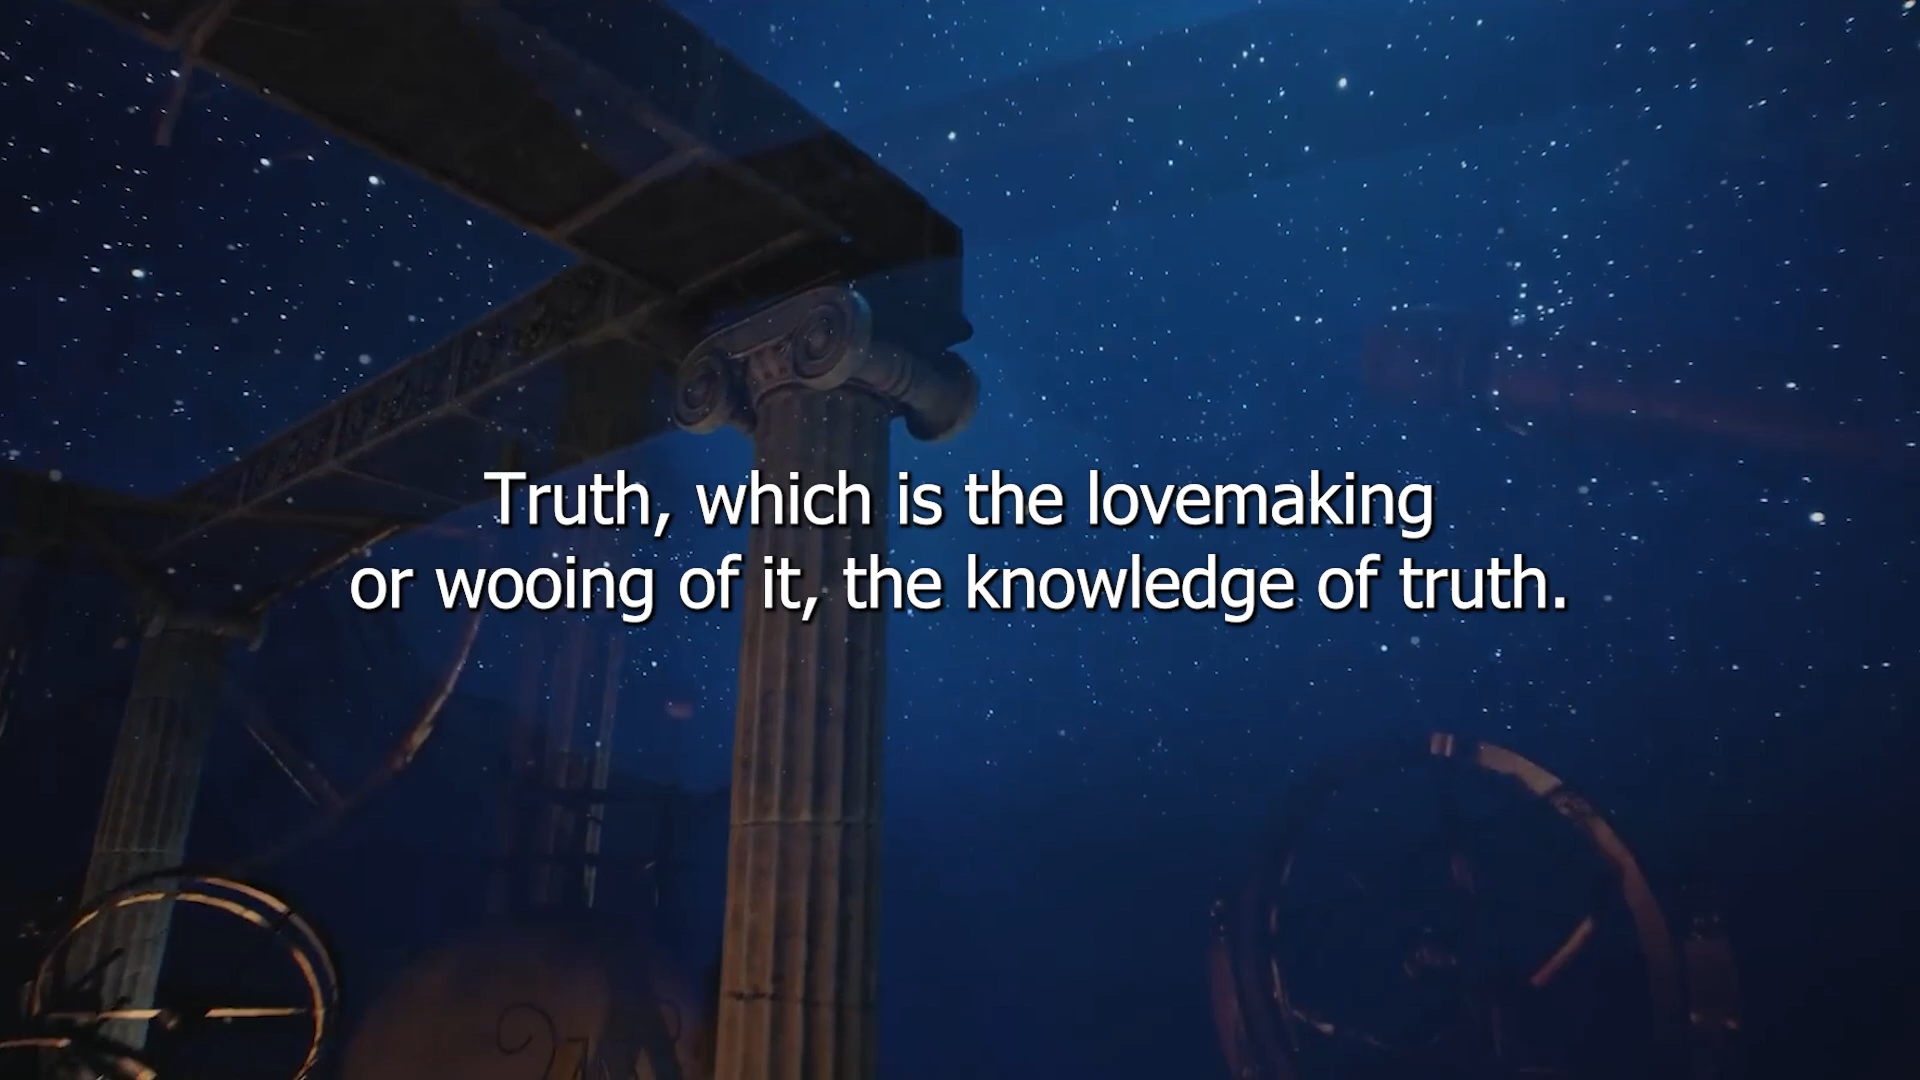 Truth, which is the lovemaking
or wooing of it, the knowledge of truth.